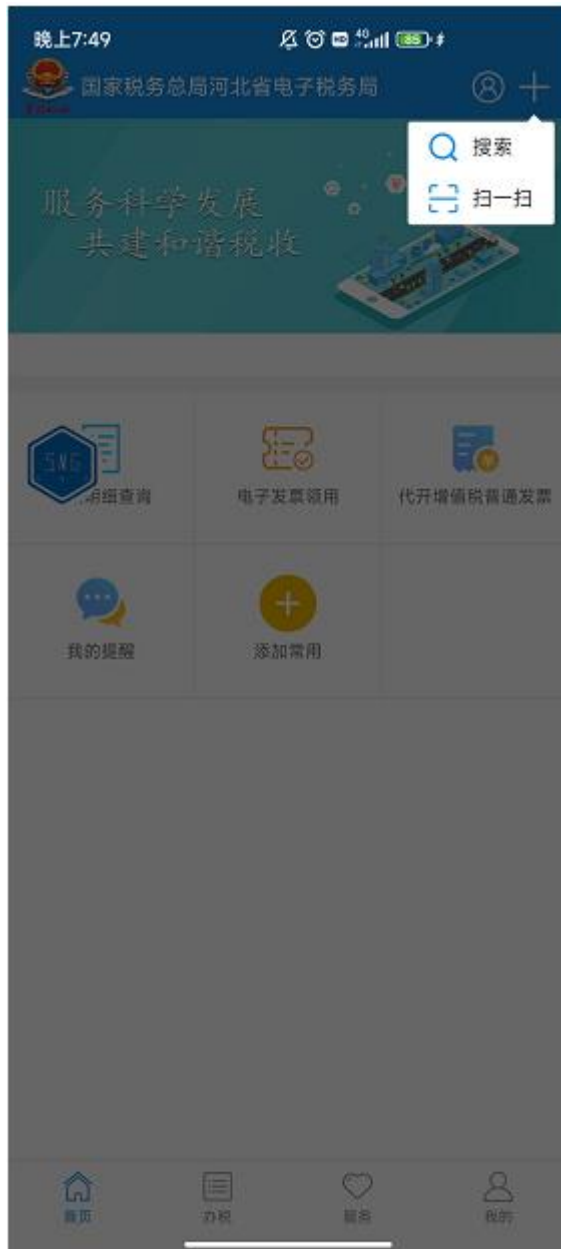 晚上7:49
4G
85
国家税务总局河北省电子税务局
搜索
扫一扫
服务科学发展
共建和谐税收
明细查询
电子发票领用
代开增值税普通发票
我的提醒
添加常用
首页
办税
服务
我的